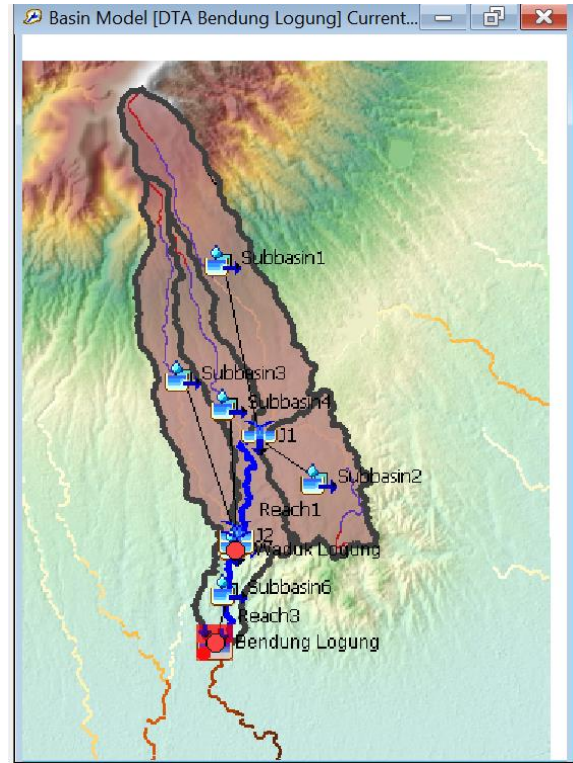 Basin Model [DTA Bendung Logung] Current...
Subbasin1
Subbasin3
Subbasin4
J1
Subbasin2
Reach1
J2
Waduk Logung
Subbasin6
Reach3
Bendung Logung